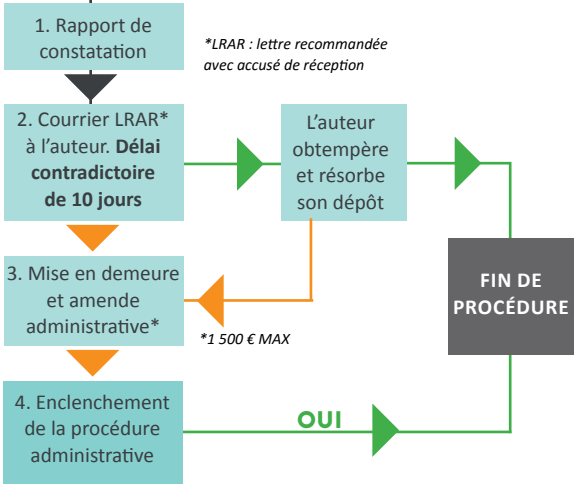 1. Rapport de
constatation
*LRAR : lettre recommandée
avec accusé de réception
2. Courrier LRAR*
à l’auteur. Délai
contradictoire
de 10 jours
L’auteur
obtempère
et résorbe
son dépôt
3. Mise en demeure
et amende
administrative*
*1 500 € MAX
FIN DE
PROCÉDURE
4. Enclenchement
de la procédure
administrative
OUI